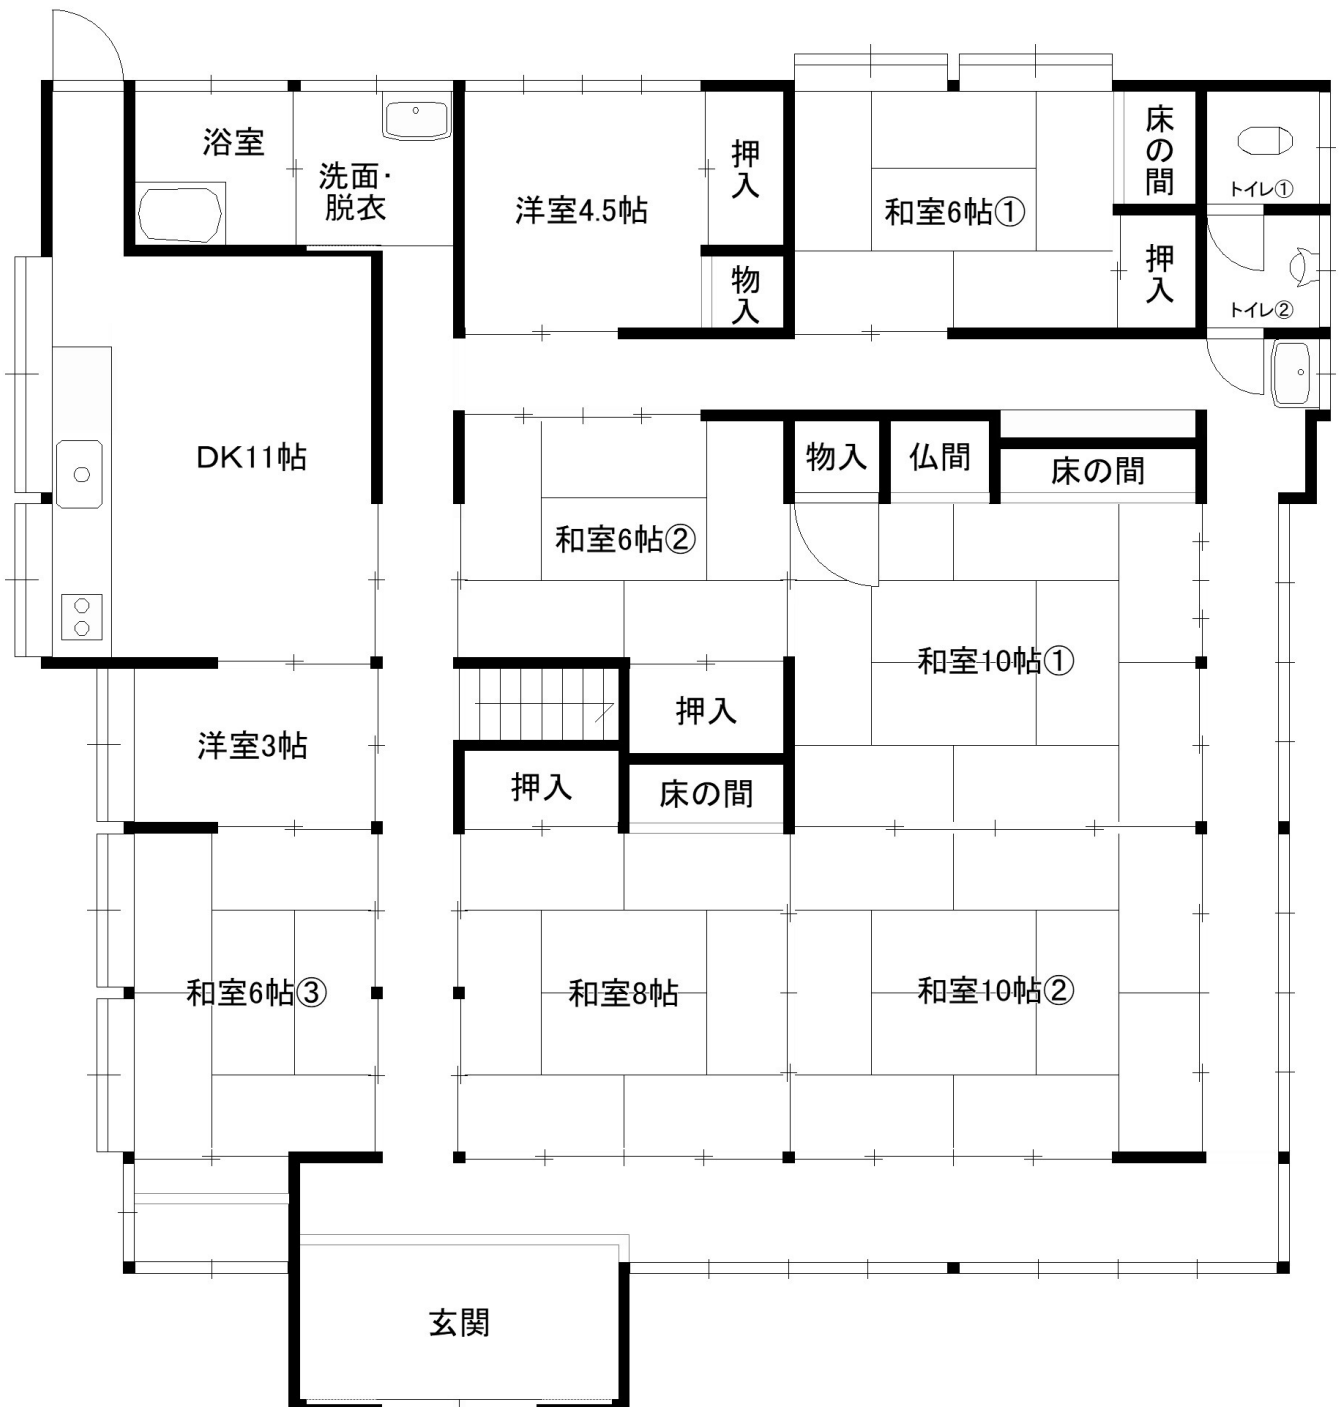 浴室
洗面・
脱衣
洋室4.5帖
押入
物入
和室6帖①
床の間
押入
トイレ①
トイレ②
DK11帖
和室6帖②
物入
仏間
床の間
和室10帖①
洋室3帖
押入
押入
床の間
和室6帖③
和室8帖
和室10帖②
玄関